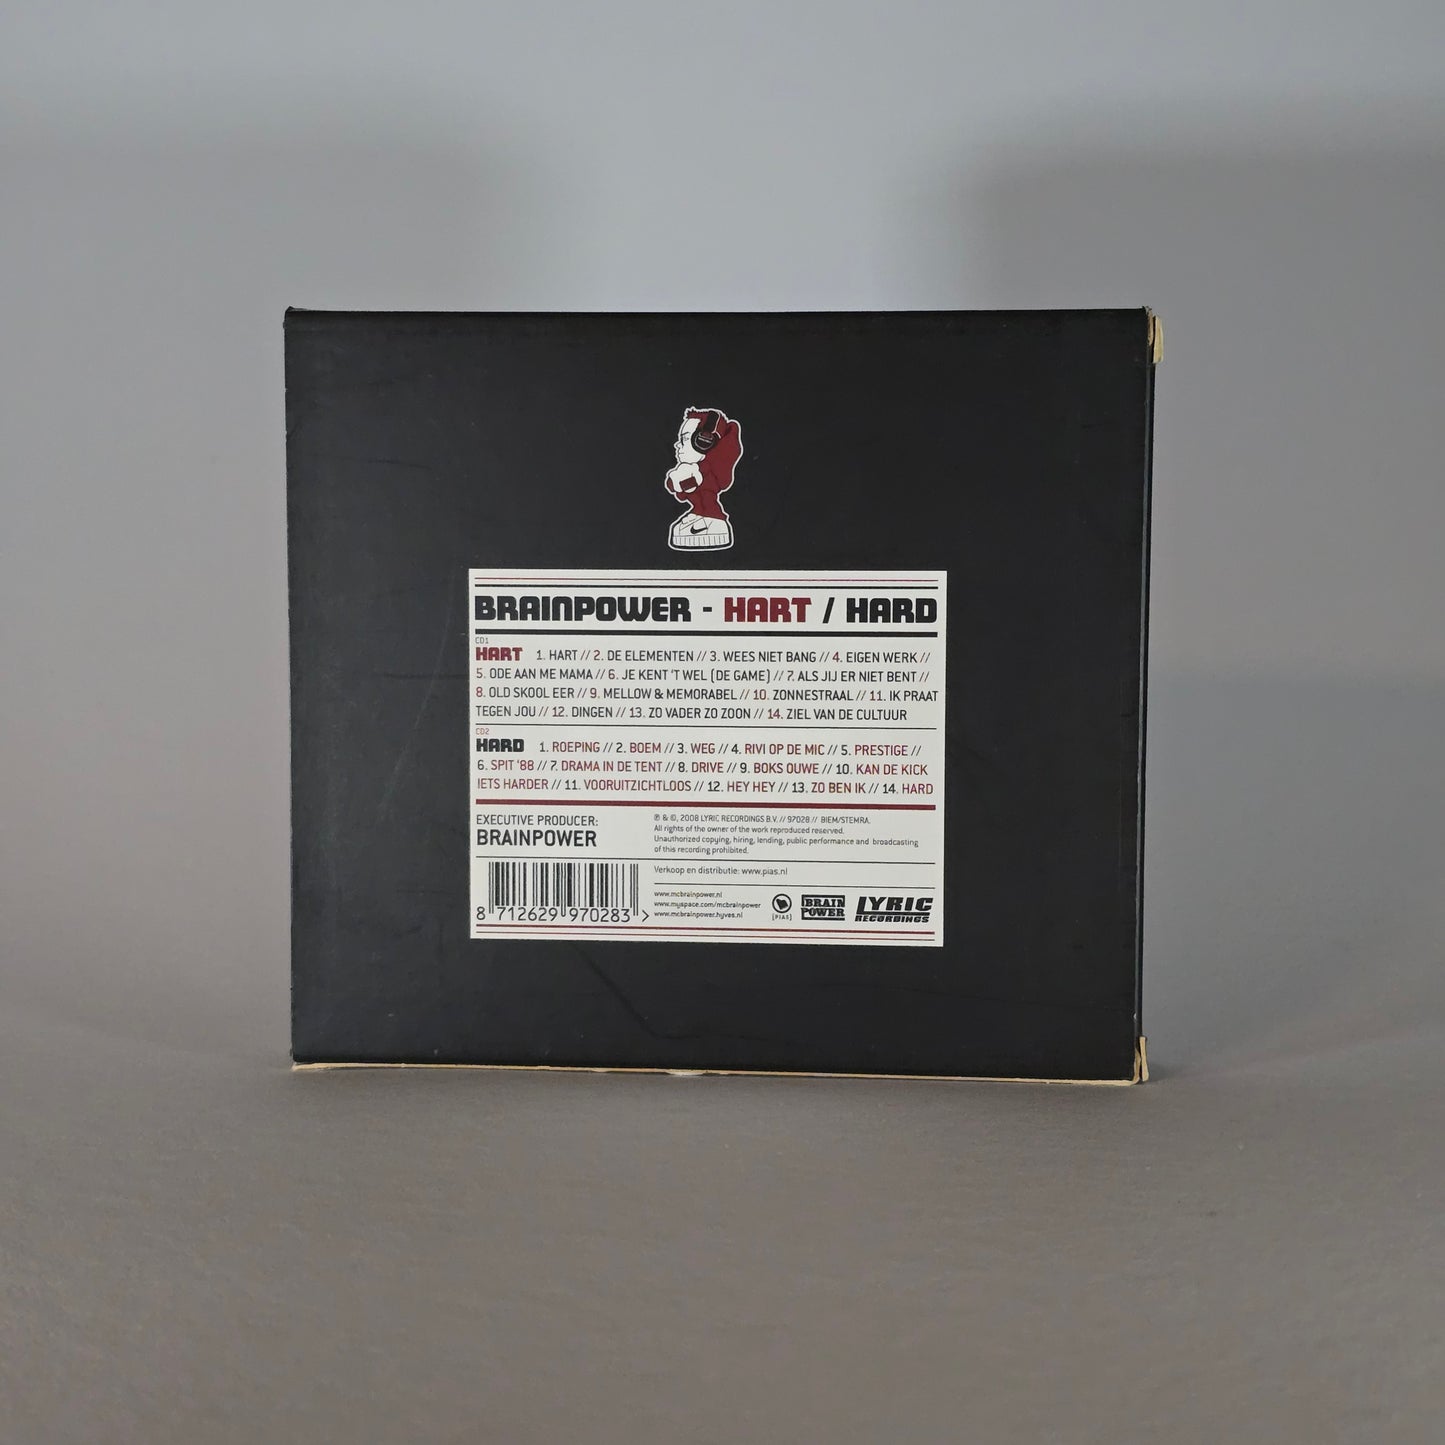 BRAINPOWER - HART / HARD
CD1
HART 1. HART // 2. DE ELEMENTEN // 3. WEES NIET BANG // 4. EIGEN WERK //
5. ODE AAN ME MAMA // 6. JE KENT 'T WEL (DE GAME) // 7. ALS JIJ ER NIET BENT //
8. OLD SKOOL EER // 9. MELLOW & MEMORABEL // 10. ZONNESTRAAL // 11. IK PRAAT
TEGEN JOU // 12. DINGEN // 13. ZO VADER ZO ZOON // 14. ZIEL VAN DE CULTUUR
CD2
HARD 1. ROEPING // 2. BOEM // 3. WEG // 4. RIVI OP DE MIC // 5. PRESTIGE //
6. SPIT '88 // 7. DRAMA IN DE TENT // 8. DRIVE // 9. BOKS OUWE // 10. KAN DE KICK
IETS HARDER // 11. VOORUITZICHTLOOS // 12. HEY HEY // 13. ZO BEN IK // 14. HARD
EXECUTIVE PRODUCER:
BRAINPOWER
℗ & ©, 2008 LYRIC RECORDINGS B.V. // 97028 // BIEM/STEMRA.
All rights of the owner of the work reproduced reserved.
Unauthorized copying, hiring, lending, public performance and broadcasting
of this recording prohibited.
Verkoop en distributie: www.pias.nl
www.mcbrainpower.nl
www.myspace.com/mcbrainpower
www.mcbrainpower.hyves.nl
8 712629 970283 >
[PIAS]
BRAIN
POWER
LYRIC
RECORDINGS